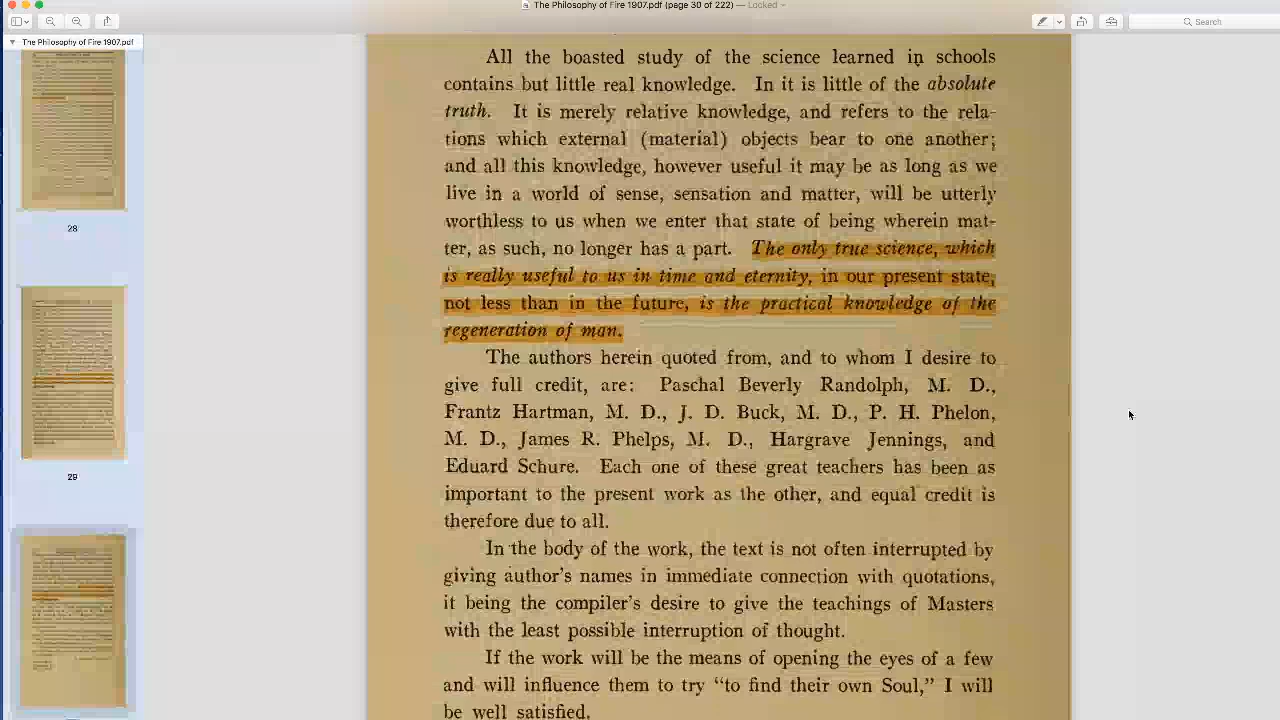 The Philosophy of Fire 1907.pdf (page 30 of 222) — Locked
Search
The Philosophy of Fire 1907.pdf
28
29
All the boasted study of the science learned in schools
contains but little real knowledge. In it is little of the absolute
truth. It is merely relative knowledge, and refers to the rela-
tions which external (material) objects bear to one another;
and all this knowledge, however useful it may be as long as we
live in a world of sense, sensation and matter, will be utterly
worthless to us when we enter that state of being wherein mat-
ter, as such, no longer has a part. The only true science, which
is really useful to us in time and eternity, in our present state,
not less than in the future, is the practical knowledge of the
regeneration of man.
The authors herein quoted from, and to whom I desire to
give full credit, are: Paschal Beverly Randolph, M. D.,
Frantz Hartman, M. D., J. D. Buck, M. D., P. H. Phelon,
M. D., James R. Phelps, M. D., Hargrave Jennings, and
Eduard Schure. Each one of these great teachers has been as
important to the present work as the other, and equal credit is
therefore due to all.
In the body of the work, the text is not often interrupted by
giving author's names in immediate connection with quotations,
it being the compiler's desire to give the teachings of Masters
with the least possible interruption of thought.
If the work will be the means of opening the eyes of a few
and will influence them to try "to find their own Soul," I will
be well satisfied.